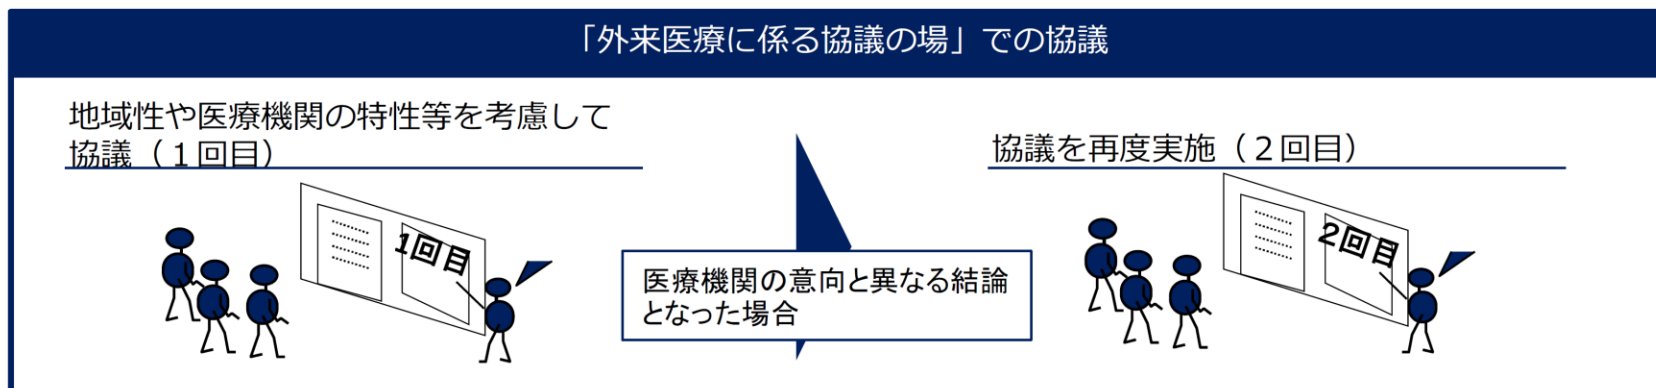 「外来医療に係る協議の場」での協議
地域性や医療機関の特性等を考慮して
協議（１回目）
協議を再度実施（２回目）
1回目
2回目
医療機関の意向と異なる結論
となった場合